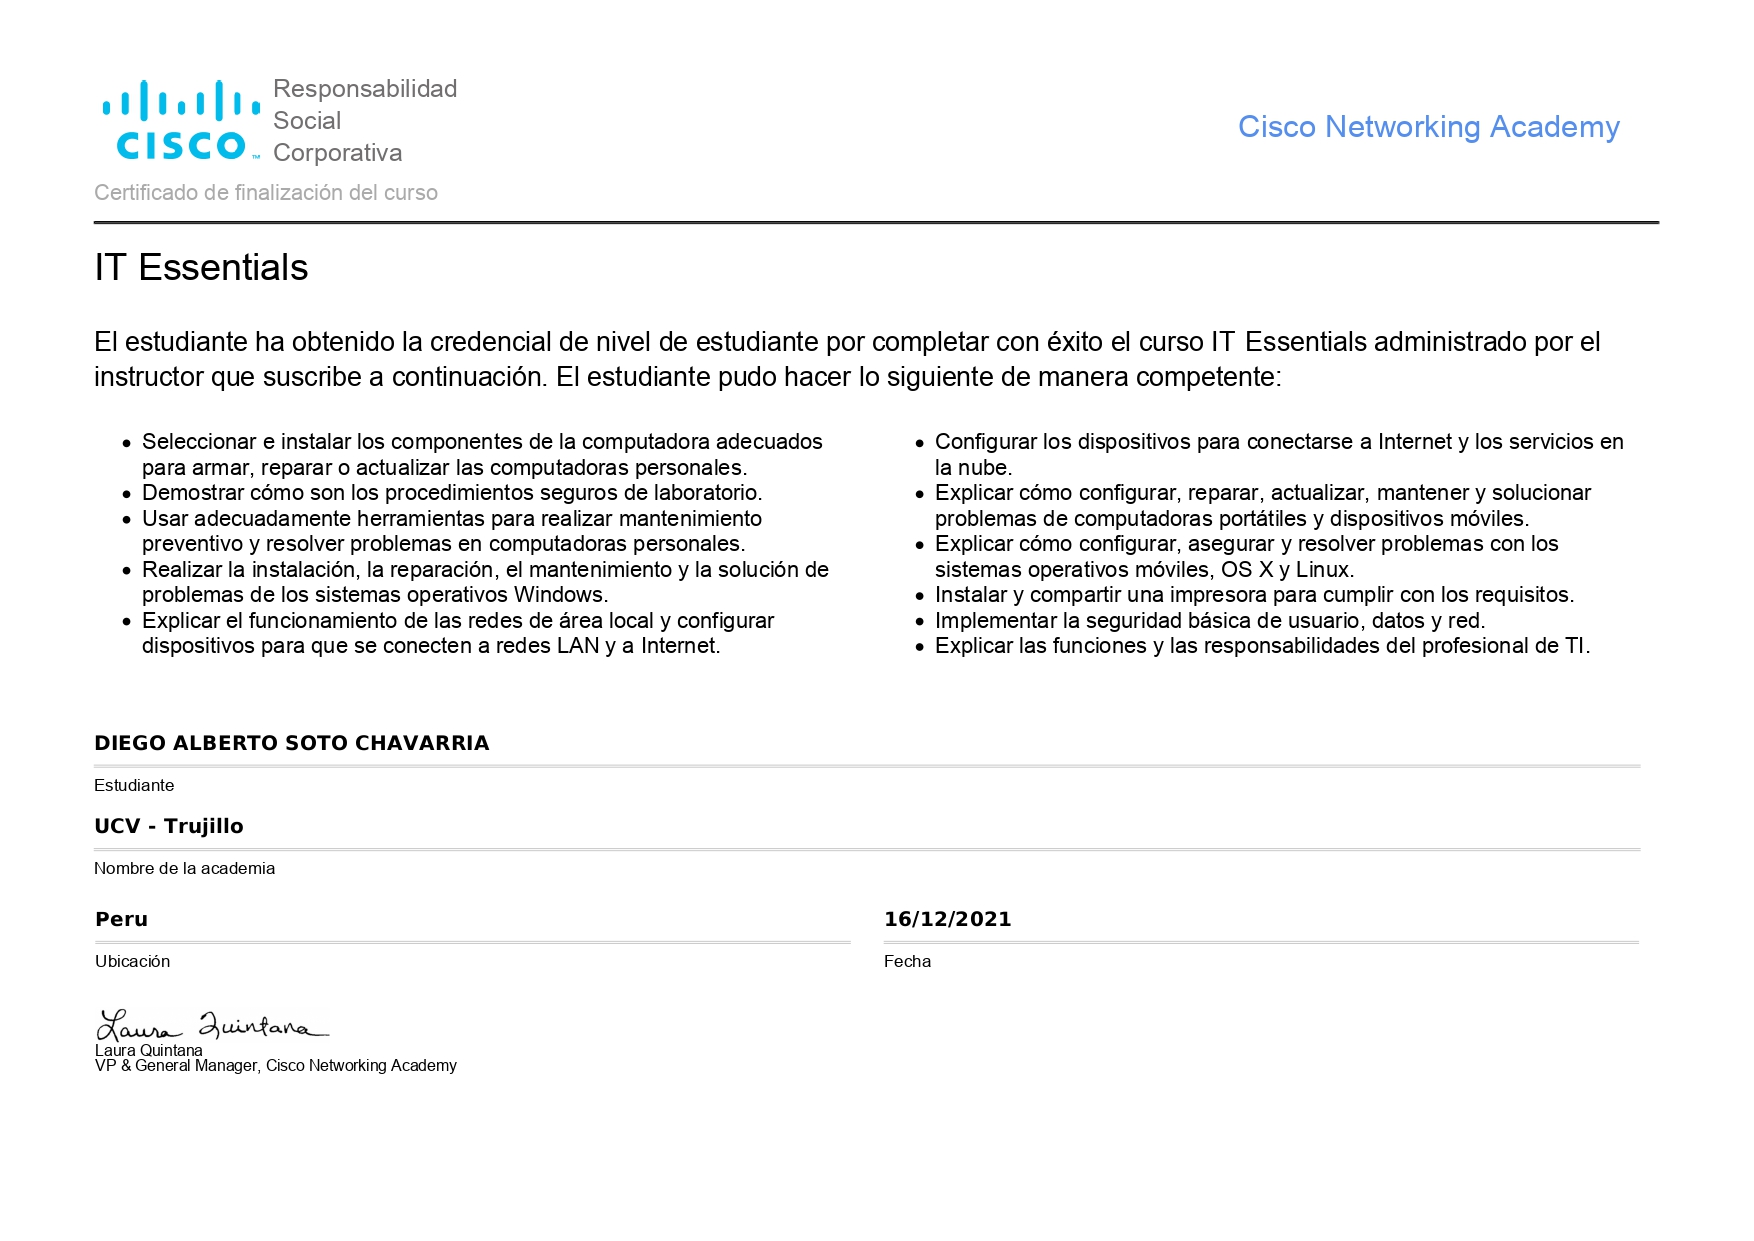 CISCO™
Responsabilidad
Social
Corporativa
Cisco Networking Academy
Certificado de finalización del curso
IT Essentials
El estudiante ha obtenido la credencial de nivel de estudiante por completar con éxito el curso IT Essentials administrado por el
instructor que suscribe a continuación. El estudiante pudo hacer lo siguiente de manera competente:
• Seleccionar e instalar los componentes de la computadora adecuados
para armar, reparar o actualizar las computadoras personales.
• Demostrar cómo son los procedimientos seguros de laboratorio.
• Usar adecuadamente herramientas para realizar mantenimiento
preventivo y resolver problemas en computadoras personales.
• Realizar la instalación, la reparación, el mantenimiento y la solución de
problemas de los sistemas operativos Windows.
• Explicar el funcionamiento de las redes de área local y configurar
dispositivos para que se conecten a redes LAN y a Internet.
• Configurar los dispositivos para conectarse a Internet y los servicios en
la nube.
• Explicar cómo configurar, reparar, actualizar, mantener y solucionar
problemas de computadoras portátiles y dispositivos móviles.
• Explicar cómo configurar, asegurar y resolver problemas con los
sistemas operativos móviles, OS X y Linux.
• Instalar y compartir una impresora para cumplir con los requisitos.
• Implementar la seguridad básica de usuario, datos y red.
• Explicar las funciones y las responsabilidades del profesional de TI.
DIEGO ALBERTO SOTO CHAVARRIA
Estudiante
UCV - Trujillo
Nombre de la academia
Peru
Ubicación
16/12/2021
Fecha
Laura Quintana
Laura Quintana
VP & General Manager, Cisco Networking Academy